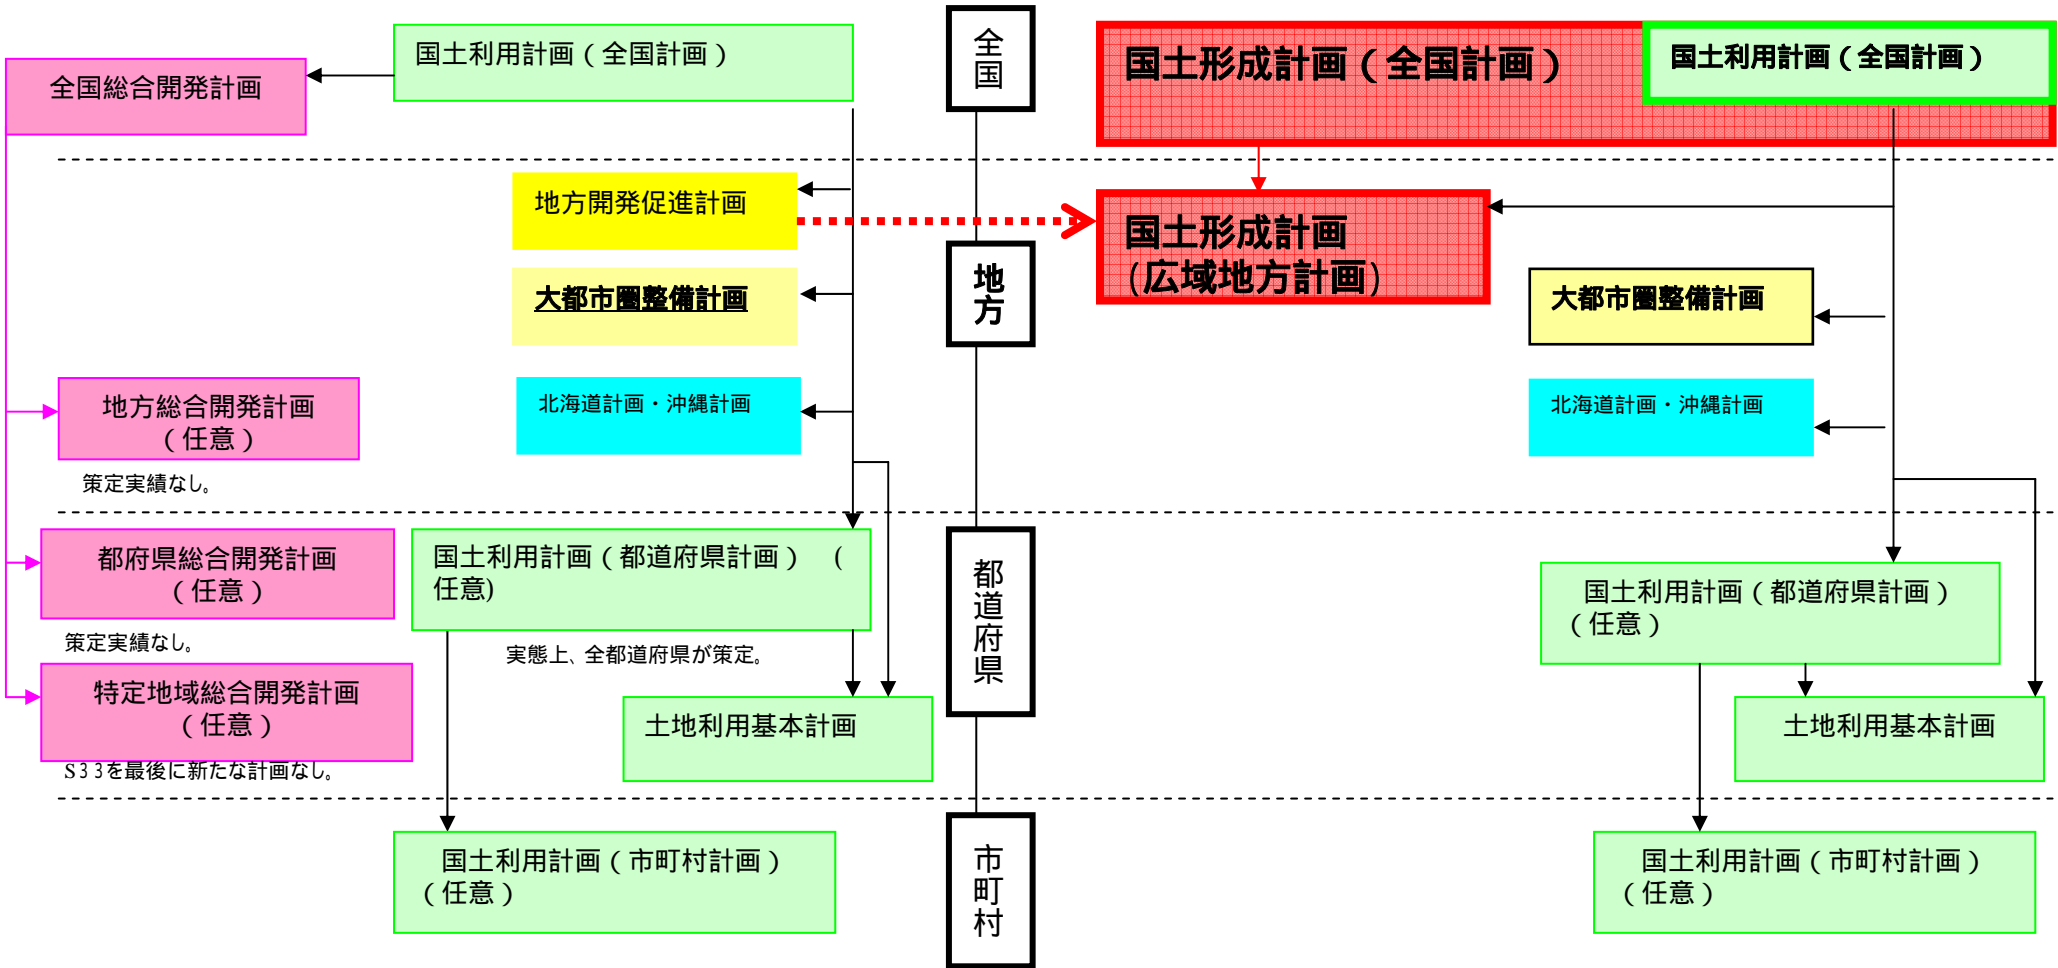 全国総合開発計画
国土利用計画（全国計画）
全国
国土形成計画（全国計画）
国土利用計画（全国計画）
地方開発促進計画
大都市圏整備計画
北海道計画・沖縄計画
地方総合開発計画
（任意）
策定実績なし。
地方
国土形成計画
(広域地方計画)
大都市圏整備計画
北海道計画・沖縄計画
都府県総合開発計画
（任意）
策定実績なし。
特定地域総合開発計画
（任意）
S33を最後に新たな計画なし。
国土利用計画（都道府県計画）　（
任意)
実態上、全都道府県が策定。
土地利用基本計画
都道府県
国土利用計画（都道府県計画）
（任意）
土地利用基本計画
国土利用計画（市町村計画）
（任意）
市町村
国土利用計画（市町村計画）
（任意）